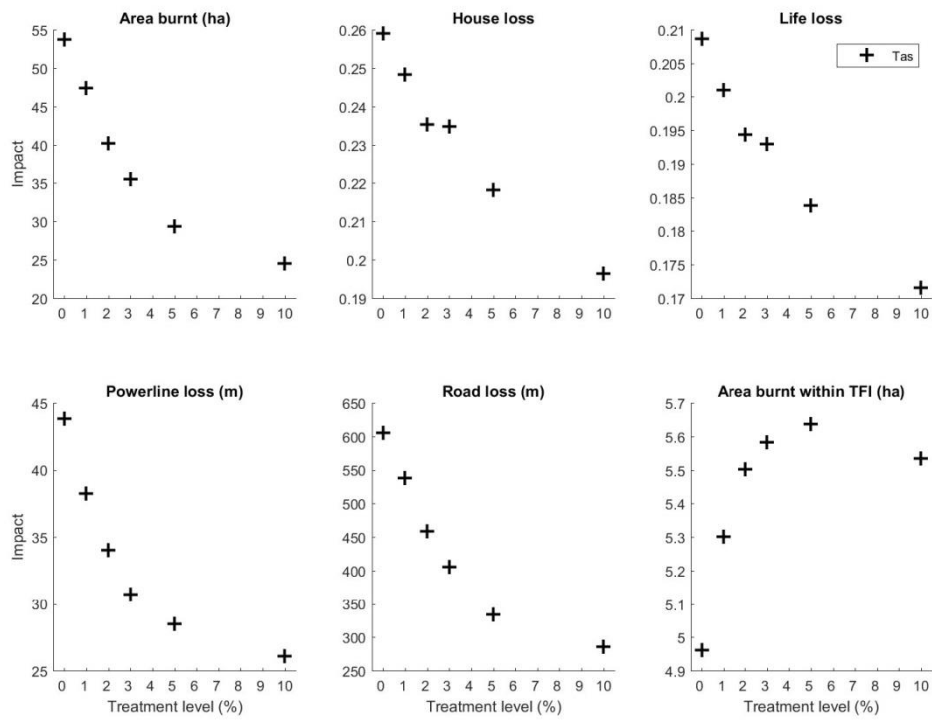 Area burnt (ha)
55
50
45
40
35
30
25
20
Impact
0 1 2 3 4 5 6 7 8 9 10
House loss
0.26
0.25
0.24
0.23
0.22
0.21
0.2
0.19
0 1 2 3 4 5 6 7 8 9 10
Life loss
Tas
0.21
0.205
0.2
0.195
0.19
0.185
0.18
0.175
0.17
0 1 2 3 4 5 6 7 8 9 10
Powerline loss (m)
45
40
35
30
25
Impact
0 1 2 3 4 5 6 7 8 9 10
Treatment level (%)
Road loss (m)
650
600
550
500
450
400
350
300
250
0 1 2 3 4 5 6 7 8 9 10
Treatment level (%)
Area burnt within TFI (ha)
5.7
5.6
5.5
5.4
5.3
5.2
5.1
5
4.9
0 1 2 3 4 5 6 7 8 9 10
Treatment level (%)